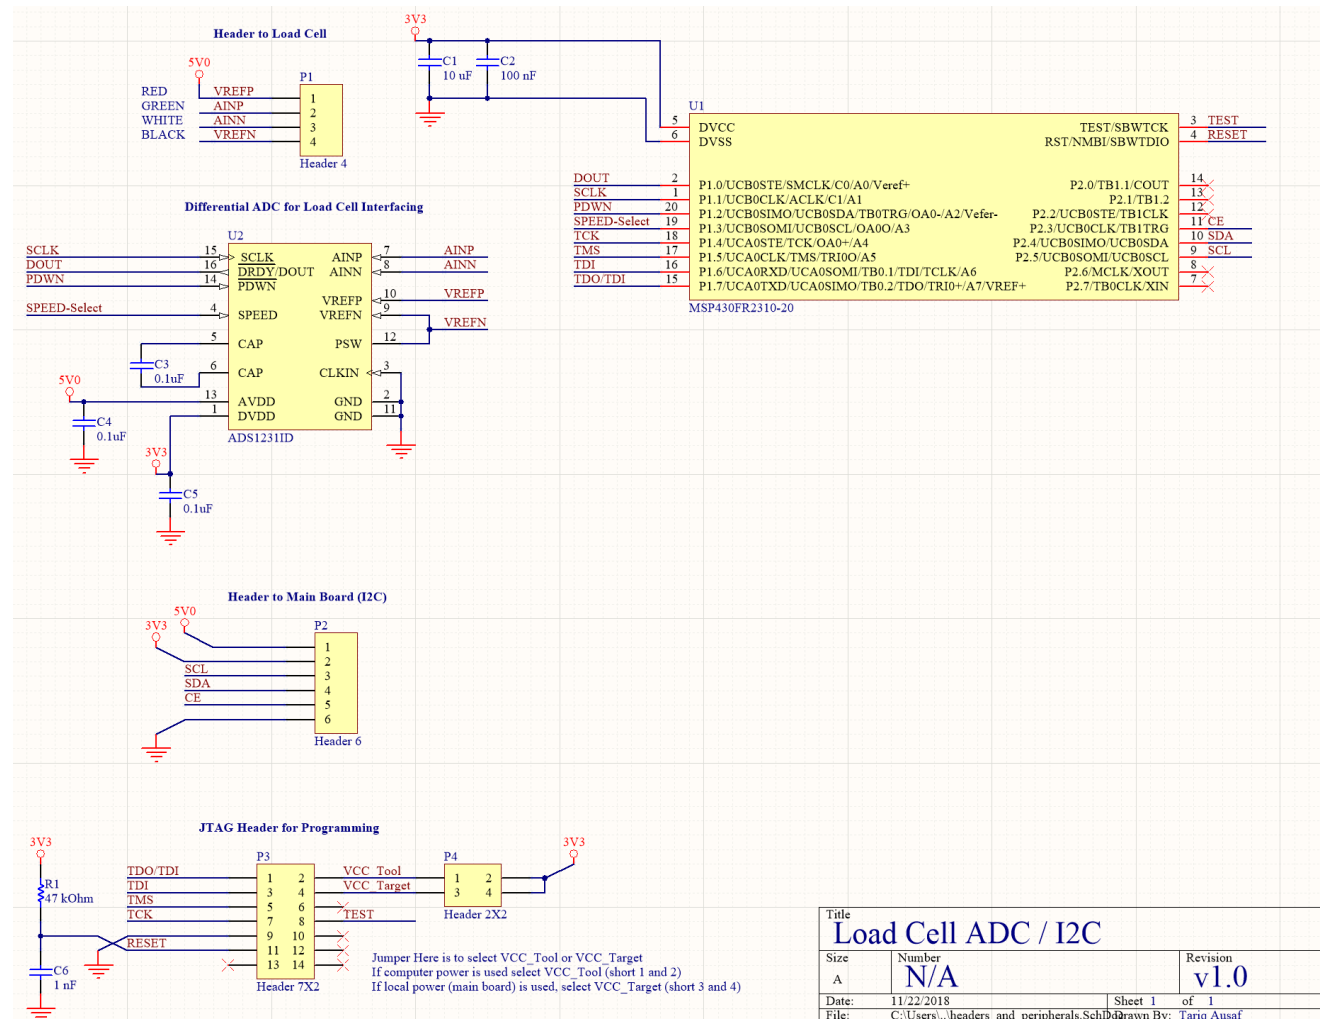 Header to Load Cell
5V0
P1
RED VREFP 1
GREEN AINP 2
WHITE AINN 3
BLACK VREFN 4
Header 4
3V3
C1
10 uF
C2
100 nF
U1
5 DVCC
6 DVSS
TEST/SBWTCK 3 TEST
RST/NMBI/SBWTDIO 4 RESET
DOUT 2 P1.0/UCB0STE/SMCLK/C0/A0/Veref+
SCLK 1 P1.1/UCB0CLK/ACLK/C1/A1
PDWN 20 P1.2/UCB0SIMO/UCB0SDA/TB0TRG/OA0-/A2/Vefer-
SPEED-Select 19 P1.3/UCB0SOMI/UCB0SCL/OAOO/A3
TCK 18 P1.4/UCA0STE/TCK/OA0+/A4
TMS 17 P1.5/UCA0CLK/TMS/TRI0O/A5
TDI 16 P1.6/UCA0RXD/UCA0SOMI/TB0.1/TDI/TCLK/A6
TDO/TDI 15 P1.7/UCA0TXD/UCA0SIMO/TB0.2/TDO/TRI0+/A7/VREF+
P2.0/TB1.1/COUT 14
P2.1/TB1.2 13
P2.2/UCB0STE/TB1CLK 12
P2.3/UCB0CLK/TB1TRG 11 CE
P2.4/UCB0SIMO/UCB0SDA 10 SDA
P2.5/UCB0SOMI/UCB0SCL 9 SCL
P2.6/MCLK/XOUT 8
P2.7/TB0CLK/XIN 7
MSP430FR2310-20
Differential ADC for Load Cell Interfacing
U2
SCLK 15 SCLK
DOUT 16 DRDY/DOUT
PDWN 14 PDWN
SPEED-Select 4 SPEED
5 CAP
C3
0.1uF
6 CAP
5V0
13 AVDD
1 DVDD
C4
0.1uF
AINP 7 AINP
AINN 8 AINN
VREFP 10 VREFP
VREFN 9
VREFN
PSW 12
CLKIN 3
GND 2
GND 11
ADS1231ID
3V3
C5
0.1uF
Header to Main Board (I2C)
5V0
3V3
P2
1
2
SCL 3
SDA 4
CE 5
6
Header 6
JTAG Header for Programming
3V3
R1
47 kOhm
C6
1 nF
P3
TDO/TDI 1 2 VCC_Tool
TDI 3 4 VCC_Target
TMS 5 6
TCK 7 8 TEST
9 10
RESET 11 12
13 14
Header 7X2
P4
1 2
3 4
Header 2X2
3V3
Jumper Here is to select VCC_Tool or VCC_Target
If computer power is used select VCC_Tool (short 1 and 2)
If local power (main board) is used, select VCC_Target (short 3 and 4)
Title
Load Cell ADC / I2C
Size Number Revision
A N/A v1.0
Date: 11/22/2018 Sheet 1 of 1
File: C:\Users\..\headers_and_peripherals.SchDoc Drawn By: Tariq Ausaf